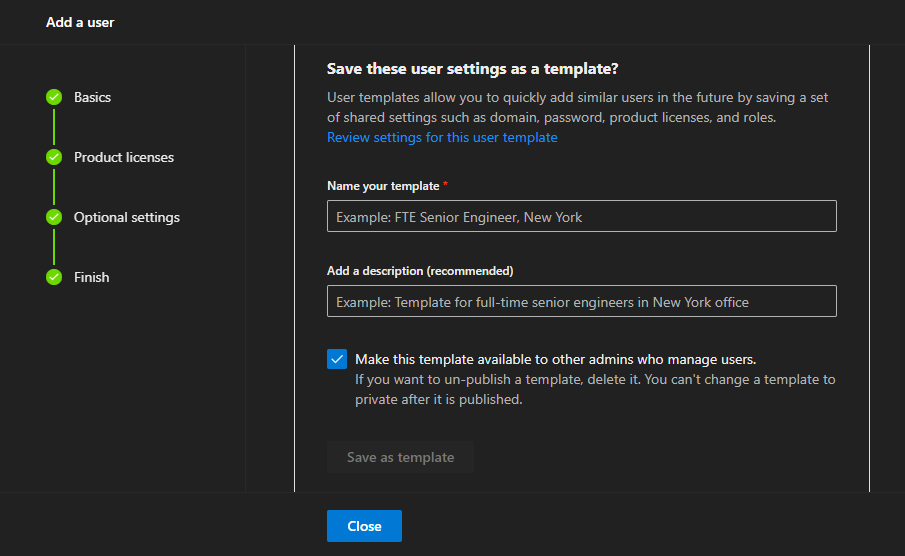 Add a user
Basics
Product licenses
Optional settings
Finish
Save these user settings as a template?
User templates allow you to quickly add similar users in the future by saving a set
of shared settings such as domain, password, product licenses, and roles.
Review settings for this user template
Name your template *
Example: FTE Senior Engineer, New York
Add a description (recommended)
Example: Template for full-time senior engineers in New York office
Make this template available to other admins who manage users.
If you want to un-publish a template, delete it. You can't change a template to
private after it is published.
Save as template
Close